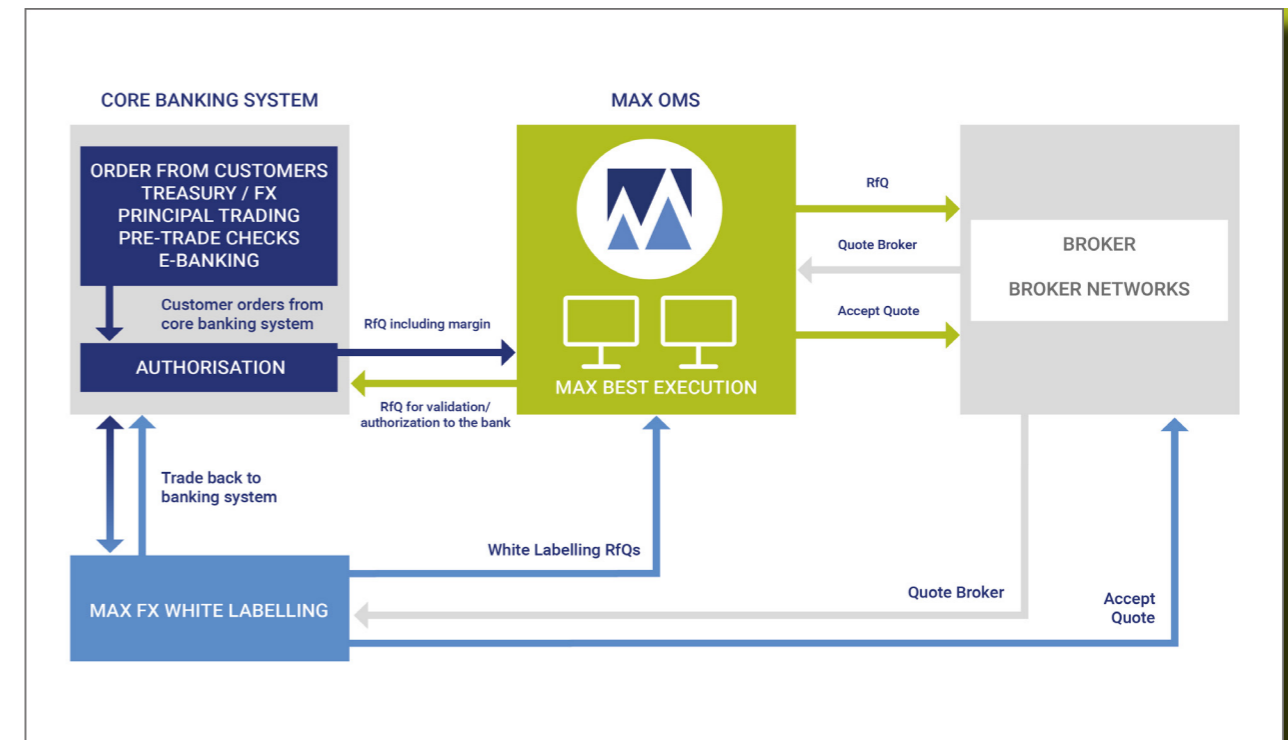 CORE BANKING SYSTEM
MAX OMS
ORDER FROM CUSTOMERS
TREASURY / FX
PRINCIPAL TRADING
PRE-TRADE CHECKS
E-BANKING
Customer orders from
core banking system
AUTHORISATION
RfQ including margin
RfQ for validation/
authorization to the bank
MAX BEST EXECUTION
RfQ
Quote Broker
Accept Quote
BROKER
BROKER NETWORKS
Trade back to
banking system
MAX FX WHITE LABELLING
White Labelling RfQs
Quote Broker
Accept
Quote